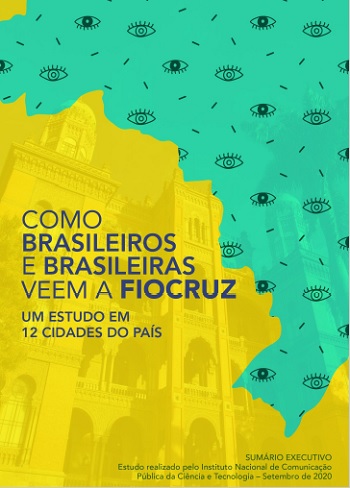 COMO
BRASILEIROS
E BRASILEIRAS
VEEM A FIOCRUZ
UM ESTUDO EM
12 CIDADES DO PAÍS
SUMÁRIO EXECUTIVO
Estudo realizado pelo Instituto Nacional de Comunicação
Pública da Ciência e Tecnologia – Setembro de 2020